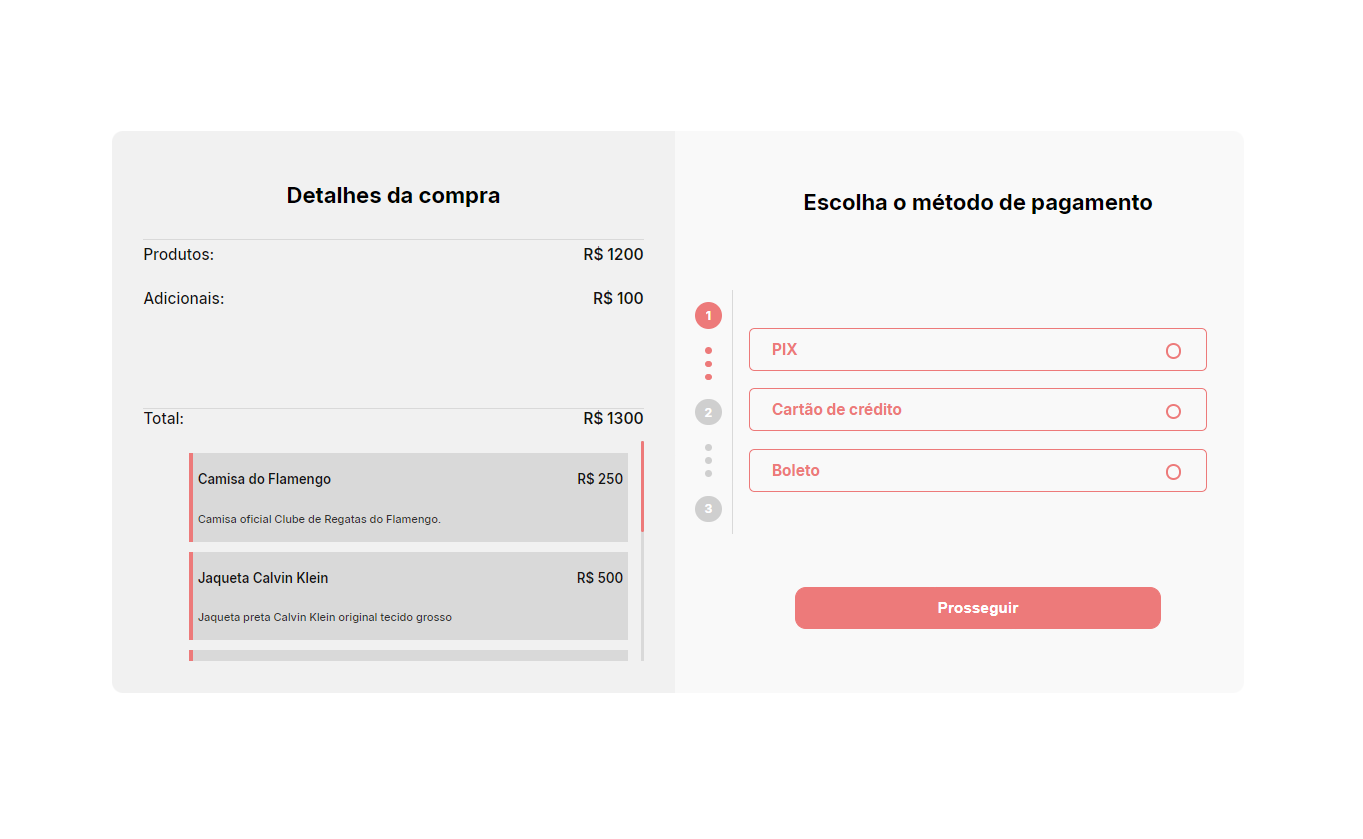 Detalhes da compra
Produtos: R$ 1200
Adicionais: R$ 100
Total: R$ 1300
Camisa do Flamengo R$ 250
Camisa oficial Clube de Regatas do Flamengo.
Jaqueta Calvin Klein R$ 500
Jaqueta preta Calvin Klein original tecido grosso
Escolha o método de pagamento
1
PIX
Cartão de crédito
2
Boleto
3
Prosseguir